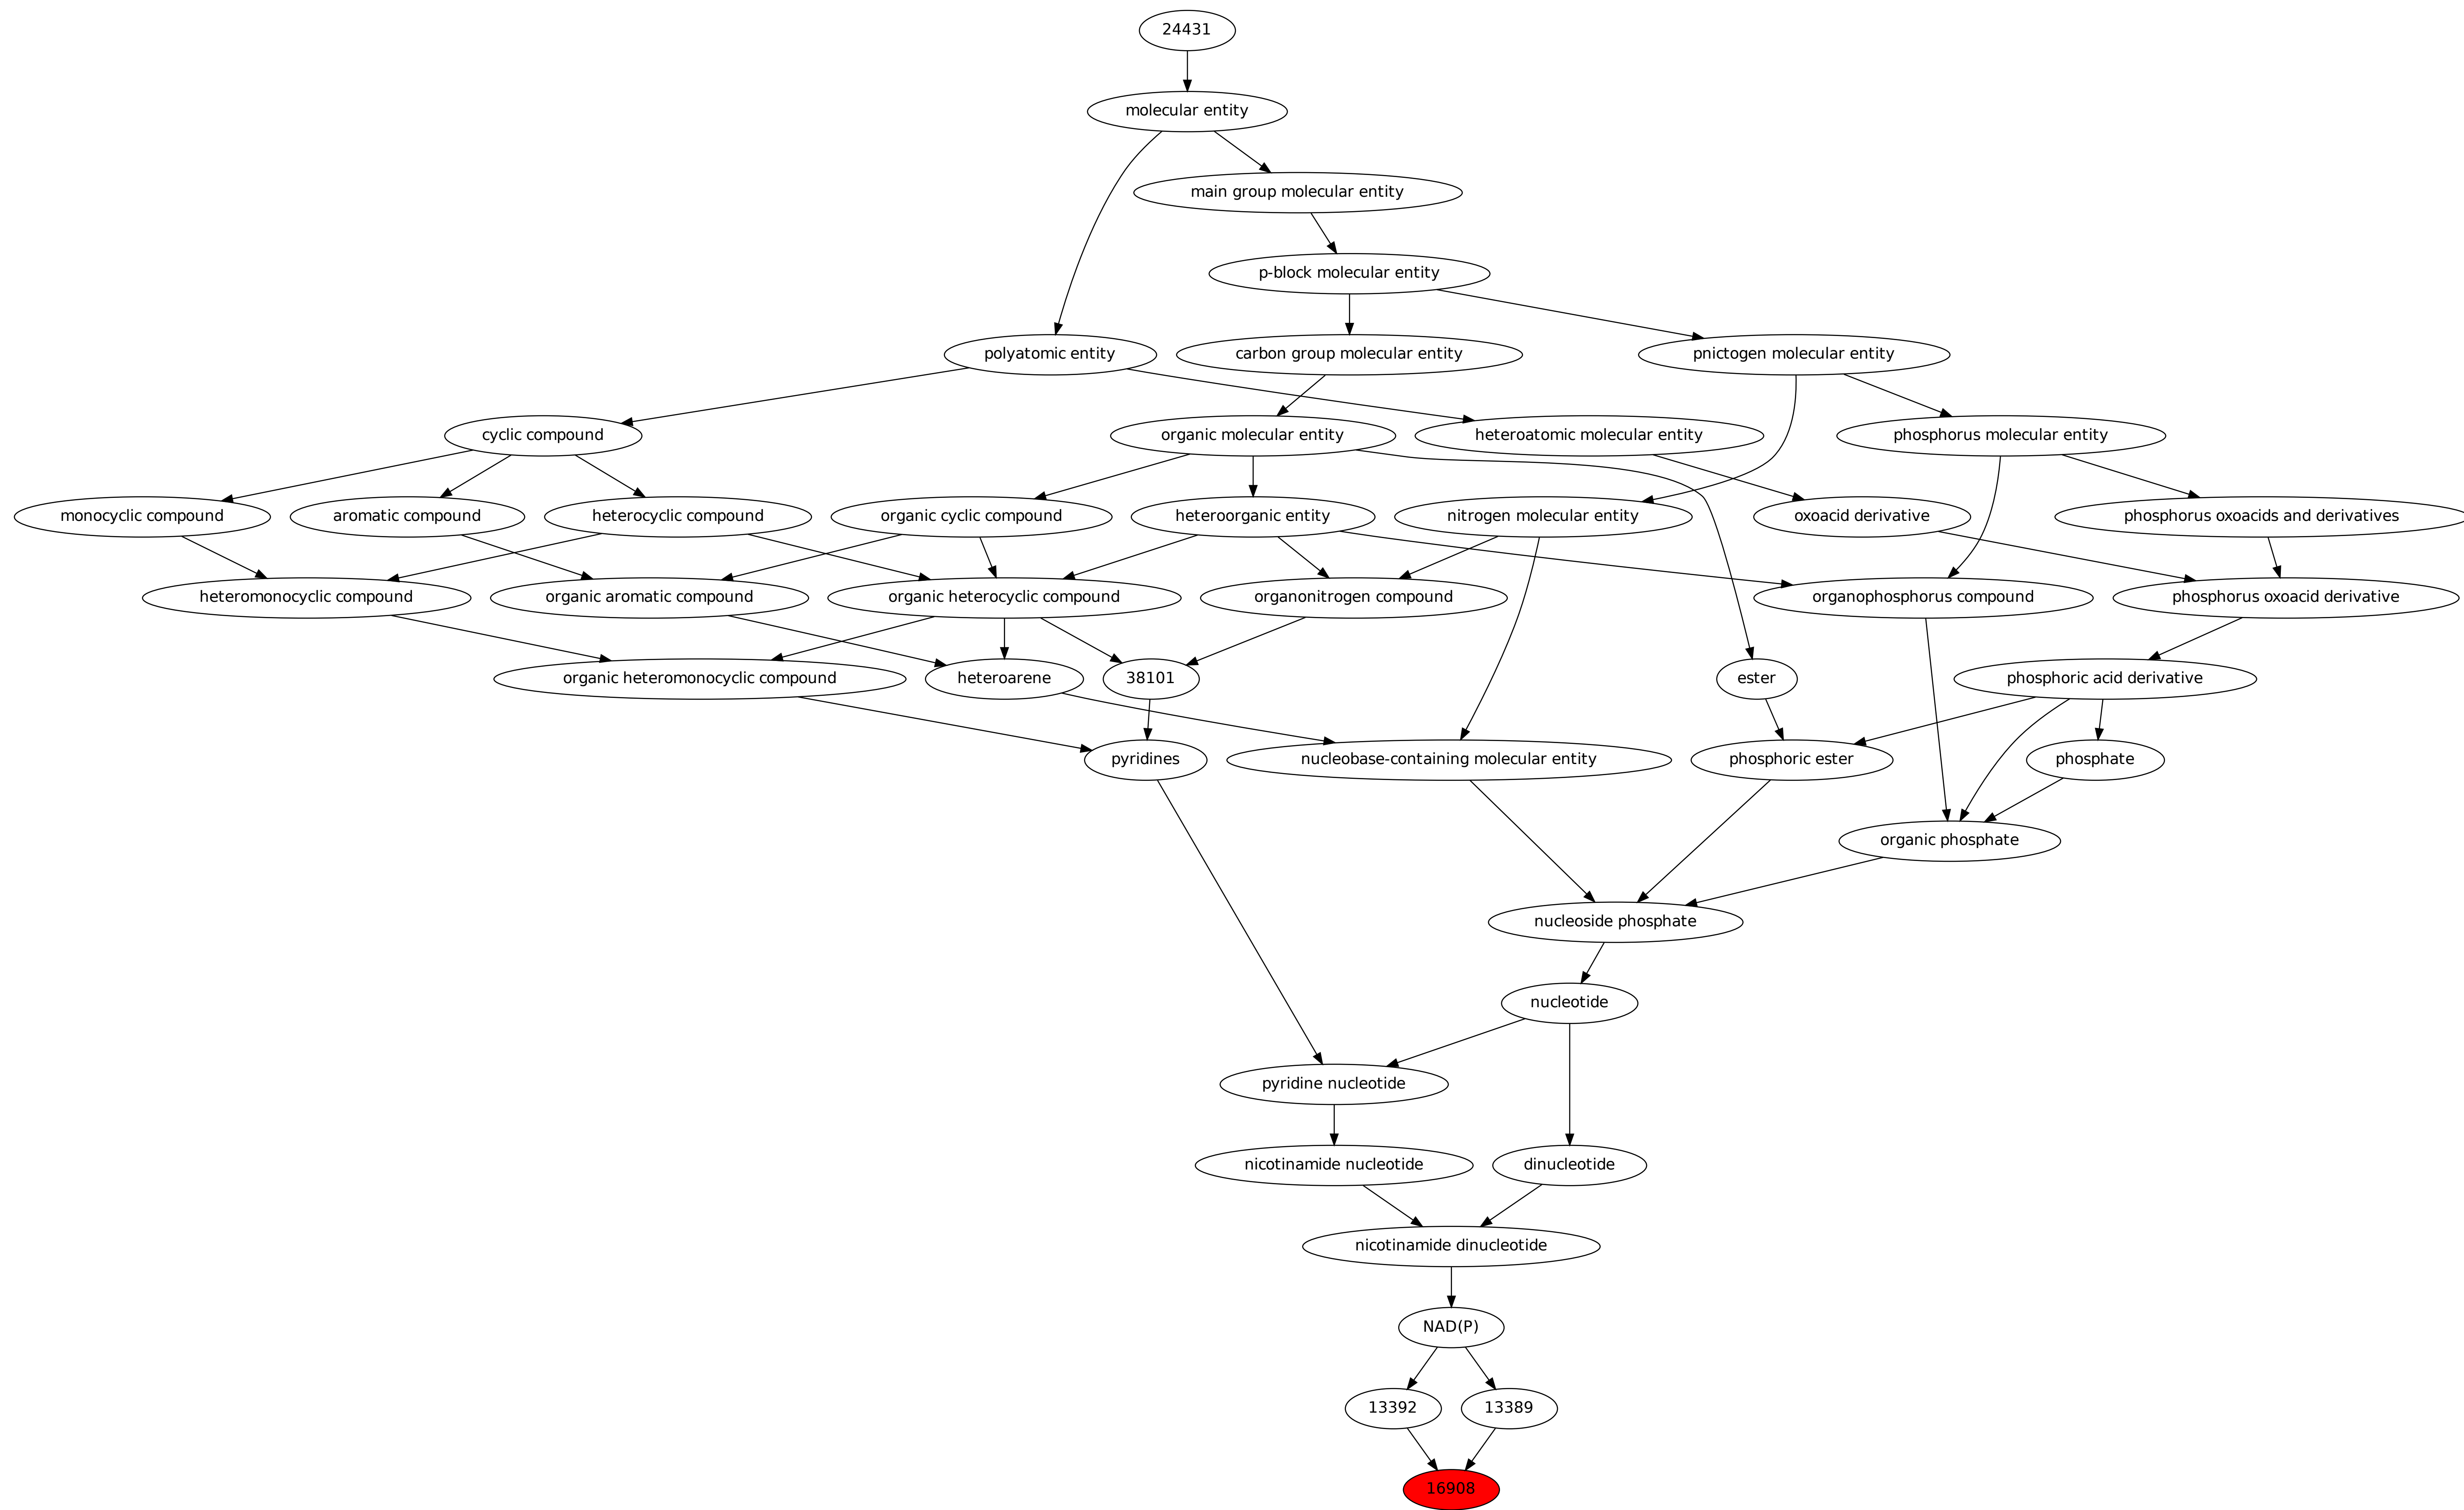 24431
molecular entity
main group molecular entity
p-block molecular entity
polyatomic entity
carbon group molecular entity
pnictogen molecular entity
cyclic compound
organic molecular entity
heteroatomic molecular entity
phosphorus molecular entity
monocyclic compound
aromatic compound
heterocyclic compound
organic cyclic compound
heteroorganic entity
nitrogen molecular entity
oxoacid derivative
phosphorus oxoacids and derivatives
heteromonocyclic compound
organic aromatic compound
organic heterocyclic compound
organonitrogen compound
organophosphorus compound
phosphorus oxoacid derivative
organic heteromonocyclic compound
heteroarene
38101
ester
phosphoric acid derivative
pyridines
nucleobase-containing molecular entity
phosphoric ester
phosphate
organic phosphate
nucleoside phosphate
nucleotide
pyridine nucleotide
nicotinamide nucleotide
dinucleotide
nicotinamide dinucleotide
NAD(P)
13392
13389
16908